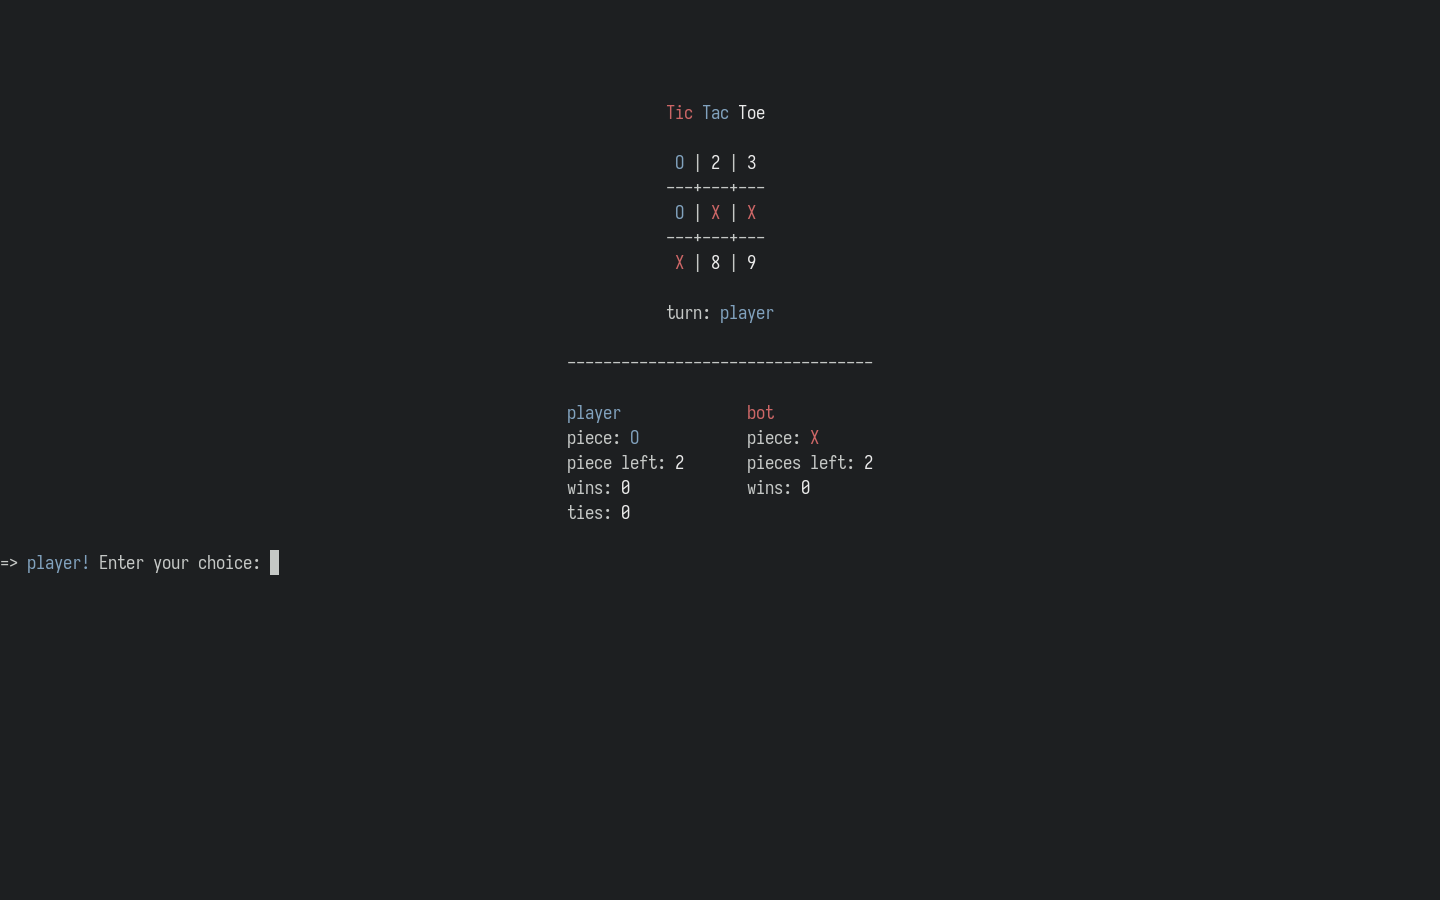 Tic Tac Toe
O | 2 | 3
---+---+---
O | X | X
---+---+---
X | 8 | 9
turn: player
----------------------------------
player bot
piece: O piece: X
piece left: 2 pieces left: 2
wins: 0 wins: 0
ties: 0
=> player! Enter your choice: